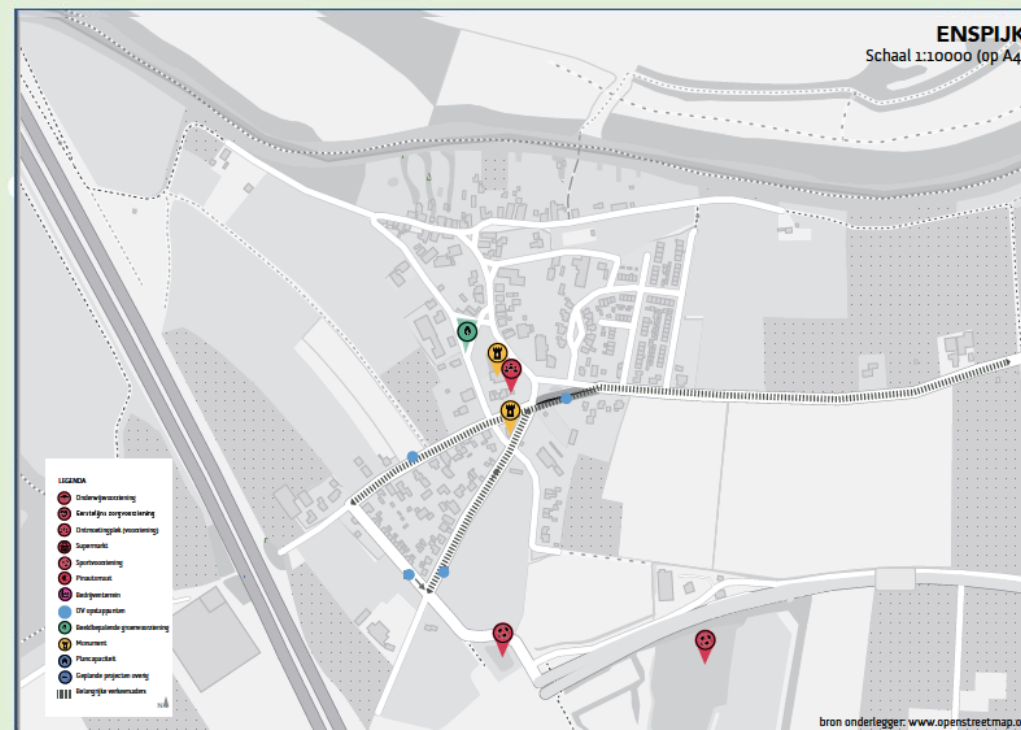 ENSPIJK
Schaal 1:10000 (op A4
LEGENDA
Onderwijsvoorziening
Eerstelijns zorgvoorziening
Ontmoetingsplek (voorziening)
Supermarkt
Sportvoorziening
Pinautomaat
Bedrijventerrein
OV opstappunten
Beeldbepalende groenvoorziening
Monument
Plancapaciteit
Geplande projecten overig
Belangrijke verkeersaders
N
bron onderlegger: www.openstreetmap.o